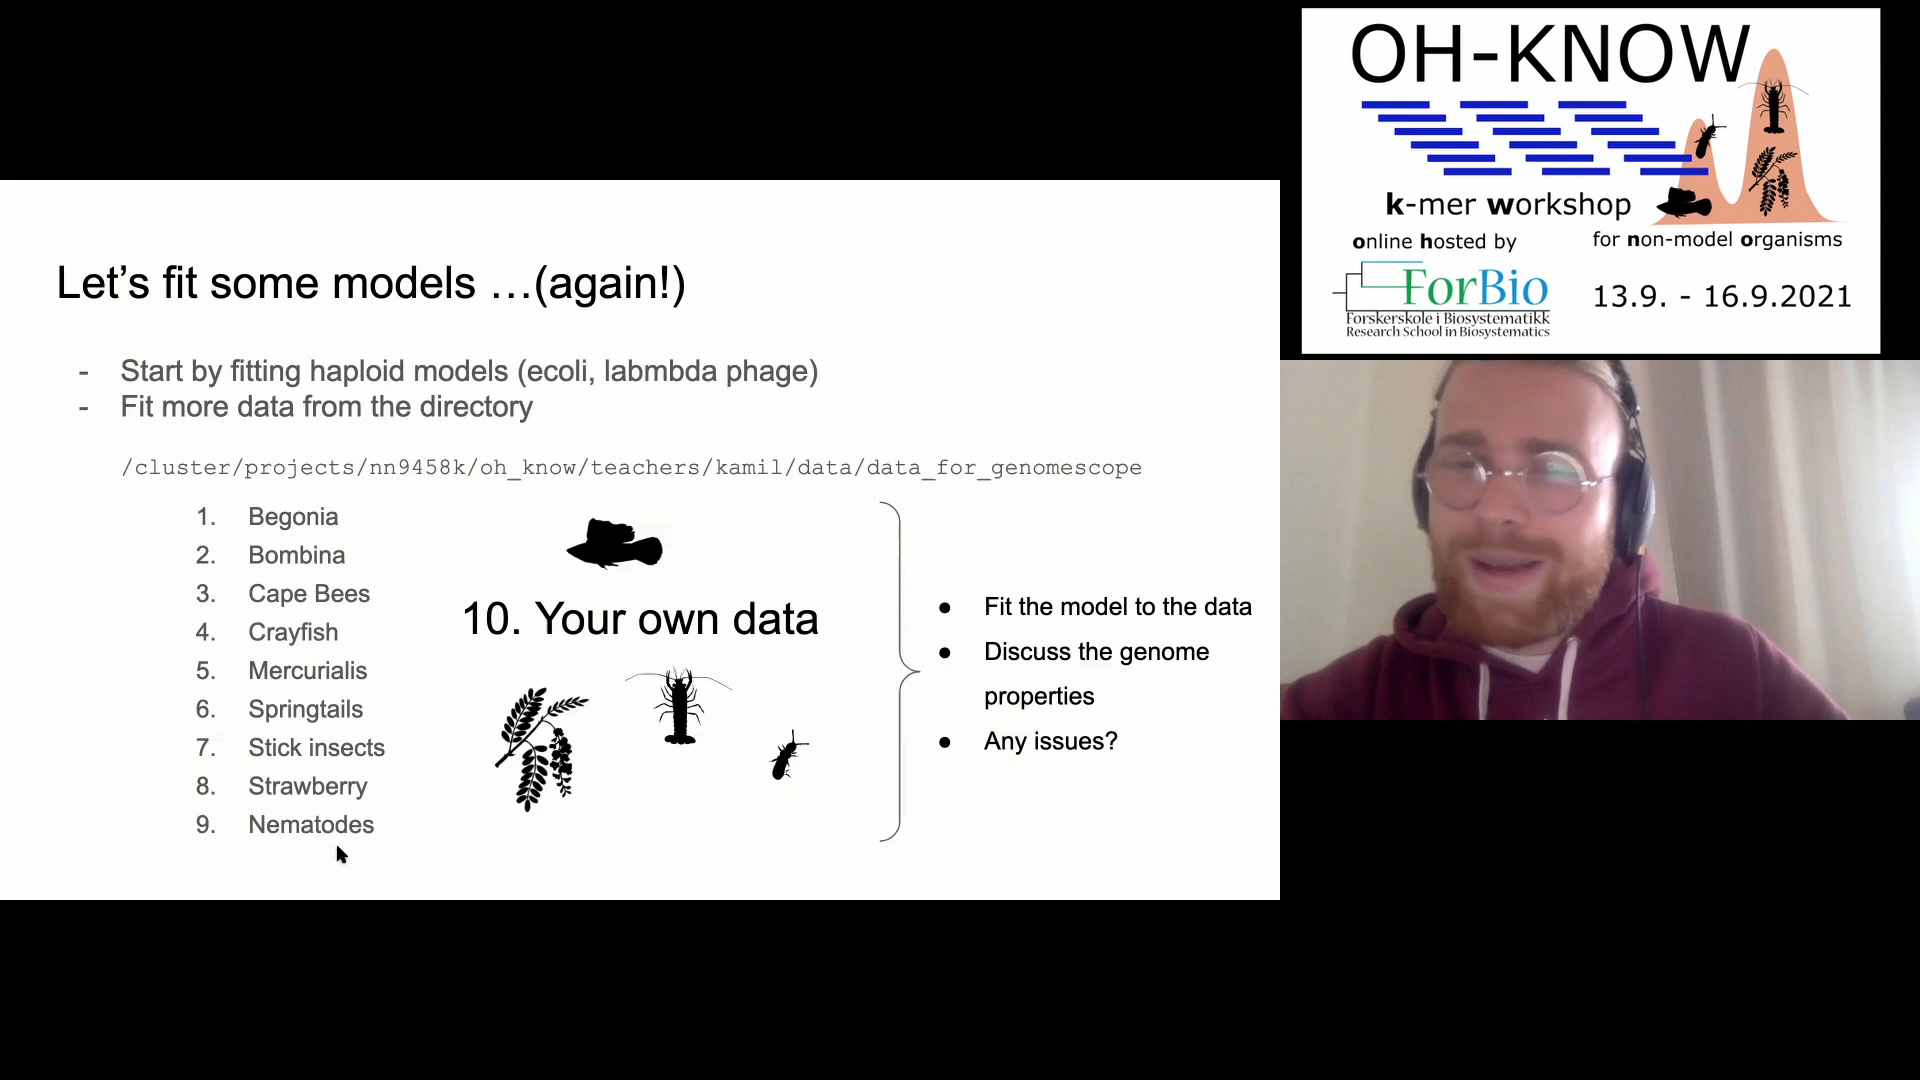 OH-KNOW
k-mer workshop
online hosted by
for non-model organisms
ForBio
Forskerskole i Biosystematikk
Research School in Biosystematics
13.9. - 16.9.2021
Let’s fit some models …(again!)
- Start by fitting haploid models (ecoli, labmbda phage)
- Fit more data from the directory
/cluster/projects/nn9458k/oh_know/teachers/kamil/data/data_for_genomescope
1. Begonia
2. Bombina
3. Cape Bees
4. Crayfish
5. Mercurialis
6. Springtails
7. Stick insects
8. Strawberry
9. Nematodes
10. Your own data
● Fit the model to the data
● Discuss the genome
properties
● Any issues?